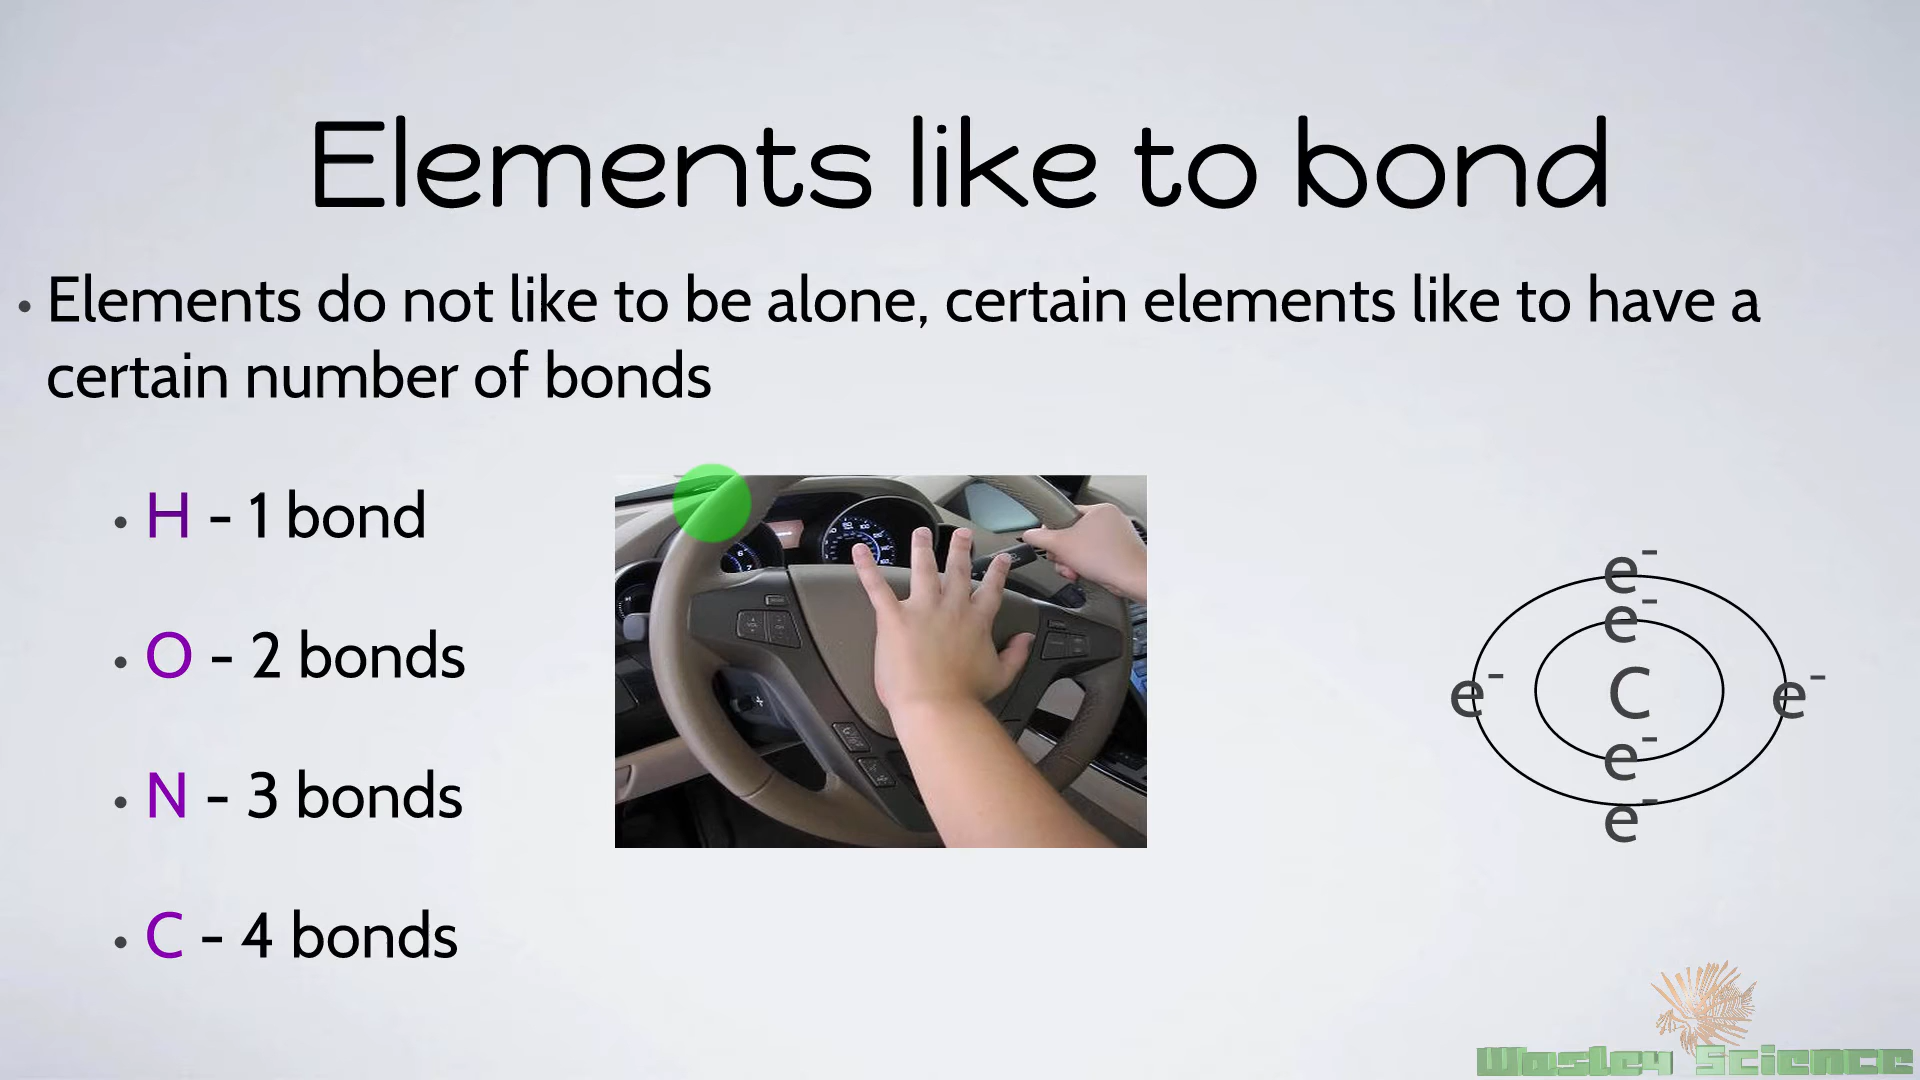 Elements like to bond
• Elements do not like to be alone, certain elements like to have a
certain number of bonds
• H - 1 bond
• O - 2 bonds
• N - 3 bonds
• C - 4 bonds
e-
e-
e- C e-
e-
e-
Wasley Science